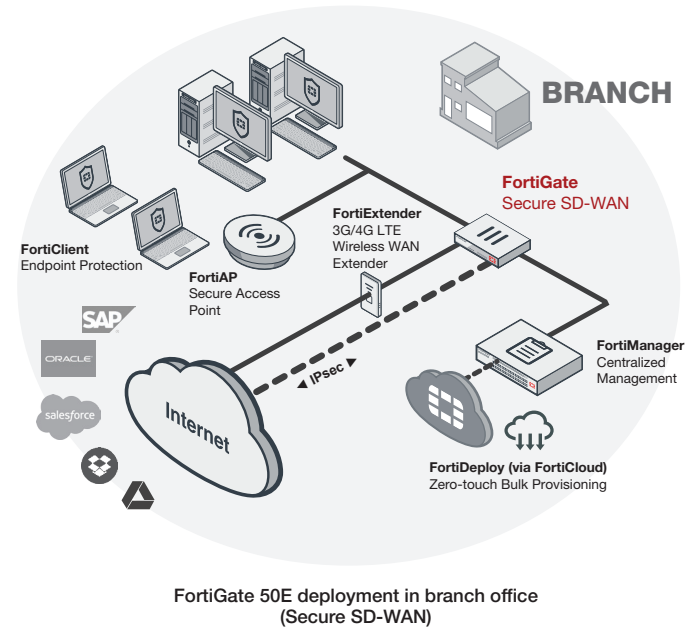 BRANCH
FortiGate
Secure SD-WAN
FortiExtender
3G/4G LTE
Wireless WAN
Extender
FortiClient
Endpoint Protection
FortiAP
Secure Access
Point
SAP
ORACLE
salesforce
Internet
IPsec
FortiManager
Centralized
Management
FortiDeploy (via FortiCloud)
Zero-touch Bulk Provisioning
FortiGate 50E deployment in branch office
(Secure SD-WAN)